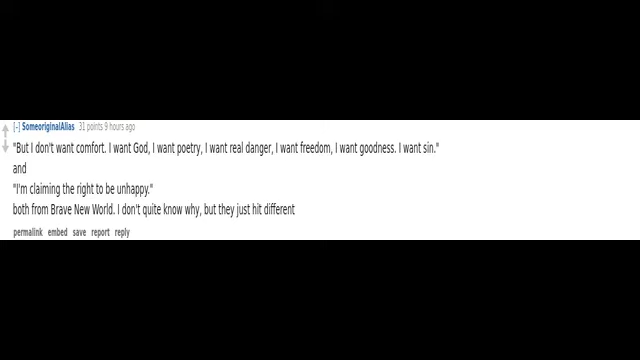 [-] SomeoriginalAlias 31 points 9 hours ago
"But I don't want comfort. I want God, I want poetry, I want real danger, I want freedom, I want goodness. I want sin."
and
"I'm claiming the right to be unhappy."
both from Brave New World. I don't quite know why, but they just hit different
permalink embed save report reply